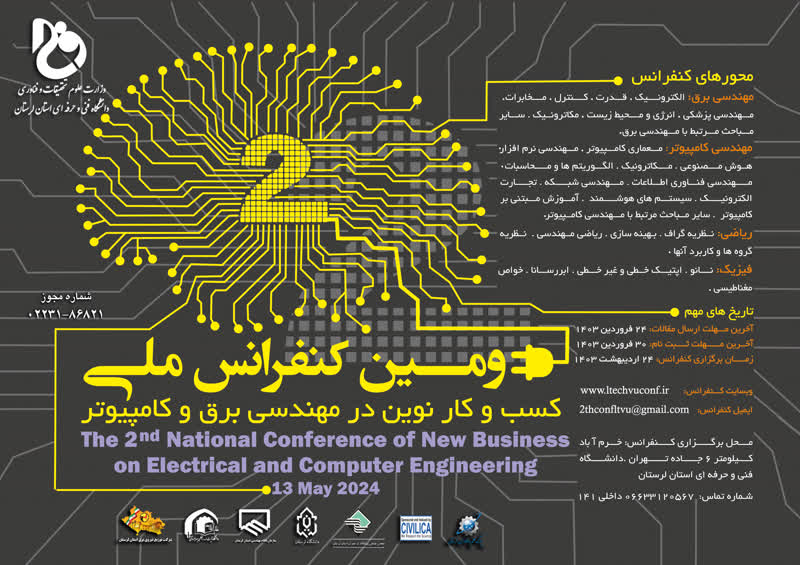 وزارت علوم تحقیقات و فناوری
دانشگاه فنی و حرفه ای استان لرستان
2
شماره مجوز
۰۲۲۳۱-۸۶۸۲۱
محورهای کنفرانس
مهندسی برق: الکترونیک ، قدرت ، کنترل ، مخابرات،
مهندسی پزشکی ، انرژی و محیط زیست ، مکاترونیک . سایر
مباحث مرتبط با مهندسی برق.
مهندسی کامپیوتر: معماری کامپیوتر ، مهندسی نرم افزار،
هوش مصنوعی . مکاترونیک . الگوریتم ها و محاسبات ،
مهندسی فناوری اطلاعات . مهندسی شبکه . تجارت
الکترونیک . سیستم های هوشمند . آموزش مبتنی بر
کامپیوتر . سایر مباحث مرتبط با مهندسی کامپیوتر.
ریاضی: نظریه گراف . بهینه سازی . ریاضی مهندسی . نظریه
گروه ها و کاربرد آنها .
فیزیک: نانو . اپتیک خطی و غیر خطی . ابررسانا . خواص
مغناطیسی .
تاریخ های مهم
آخرین مهلت ارسال مقالات: ۲۴ فروردین ۱۴۰۳
آخرین مهلت ثبت نام: ۳۰ فروردین ۱۴۰۳
زمان برگزاری کنفرانس: ۲۴ اردیبهشت ۱۴۰۳
وبسایت کنفرانس: www.ltechvuconf.ir
ایمیل کنفرانس: 2thconfltvu@gmail.com
محل برگزاری کنفرانس: خرم آباد
کیلومتر ۶ جاده تهران .دانشگاه
فنی و حرفه ای استان لرستان
شماره تماس: ۰۶۶۳۳۱۲۰۵۶۷ داخلی ۱۴۱
دومین کنفرانس ملی
کسب و کار نوین در مهندسی برق و کامپیوتر
The 2nd National Conference of New Business
on Electrical and Computer Engineering
13 May 2024
شرکت توزیع نیروی برق استان لرستان
دانشگاه لرستان
CIVILICA